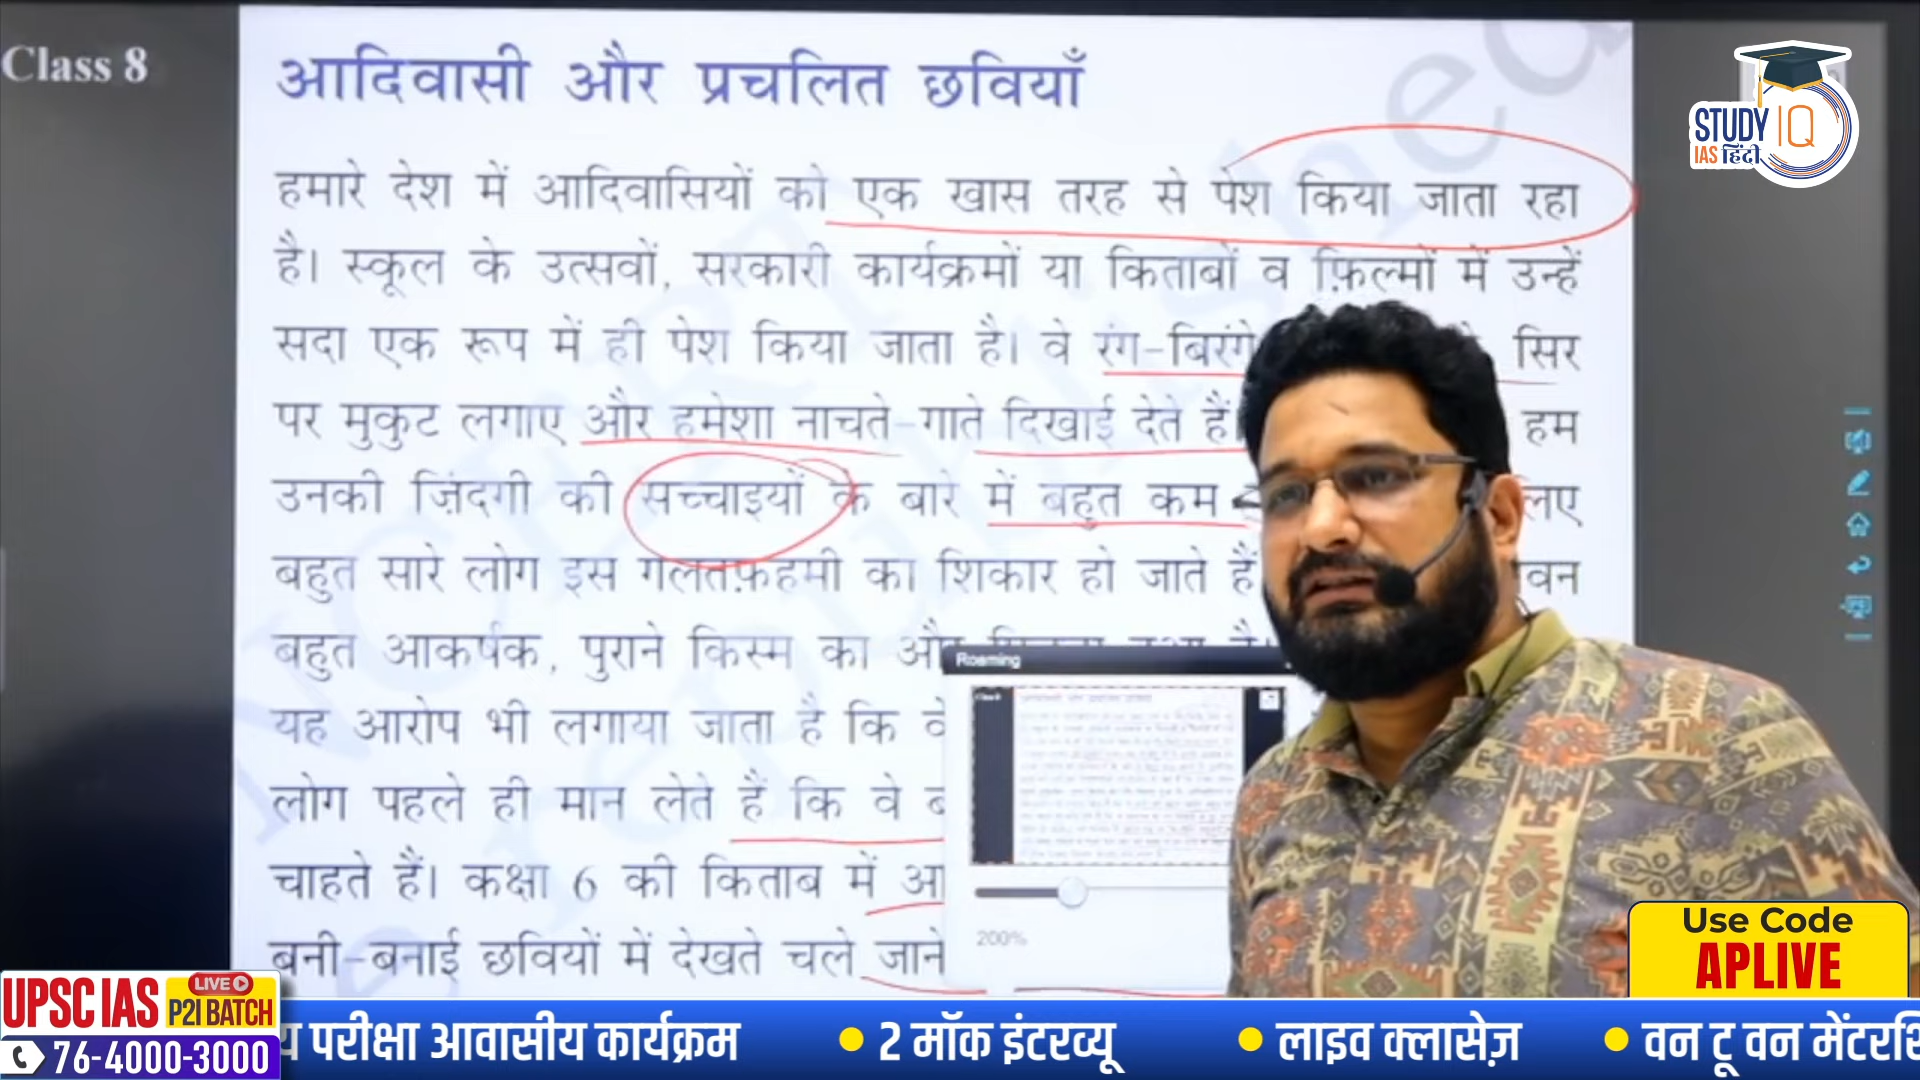 Class 8
आदिवासी और प्रचलित छवियाँ
हमारे देश में आदिवासियों को एक खास तरह से पेश किया जाता रहा
है। स्कूल के उत्सवों, सरकारी कार्यक्रमों या किताबों व फ़िल्मों में उन्हें
सदा एक रूप में ही पेश किया जाता है। वे रंग-बिरंगे सिर
पर मुकुट लगाए और हमेशा नाचते-गाते दिखाई देते हैं। हम
उनकी ज़िंदगी की सच्चाइयों के बारे में बहुत कम
बहुत सारे लोग इस गलतफ़हमी का शिकार हो जाते हैं
बहुत आकर्षक, पुराने किस्म का
यह आरोप भी लगाया जाता है कि
लोग पहले ही मान लेते हैं कि वे
चाहते हैं। कक्षा 6 की किताब में
बनी-बनाई छवियों में देखते चले जाने
Roaming
200%
STUDY IQ
IAS हिंदी
Use Code
APLIVE
UPSC IAS LIVE
P2I BATCH
76-4000-3000
परीक्षा आवासीय कार्यक्रम • 2 मॉक इंटरव्यू • लाइव क्लासेज़ • वन टू वन